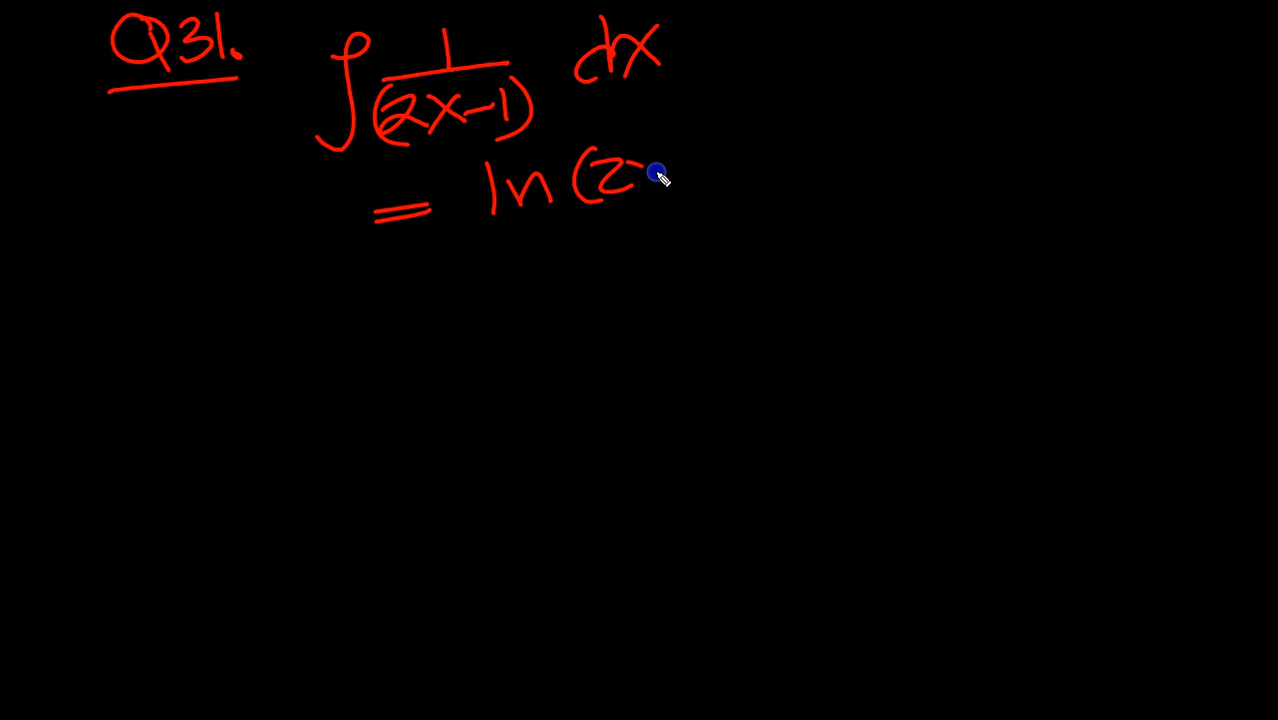 Q31. ∫ 1/(2x-1) dx
= ln (2